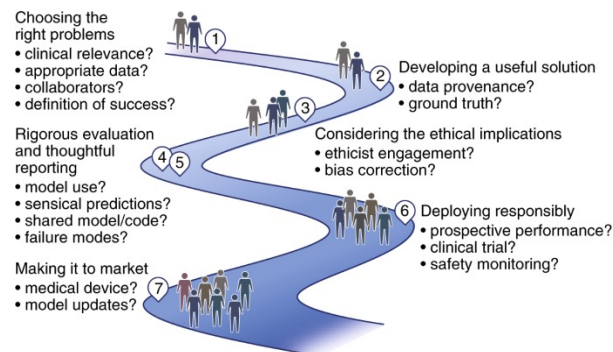 Choosing the
right problems
• clinical relevance?
• appropriate data?
• collaborators?
• definition of success?
1
2
Developing a useful solution
• data provenance?
• ground truth?
3
Considering the ethical implications
• ethicist engagement?
• bias correction?
Rigorous evaluation
and thoughtful
reporting
• model use?
• sensical predictions?
• shared model/code?
• failure modes?
4
5
6
Deploying responsibly
• prospective performance?
• clinical trial?
• safety monitoring?
Making it to market
• medical device?
• model updates?
7